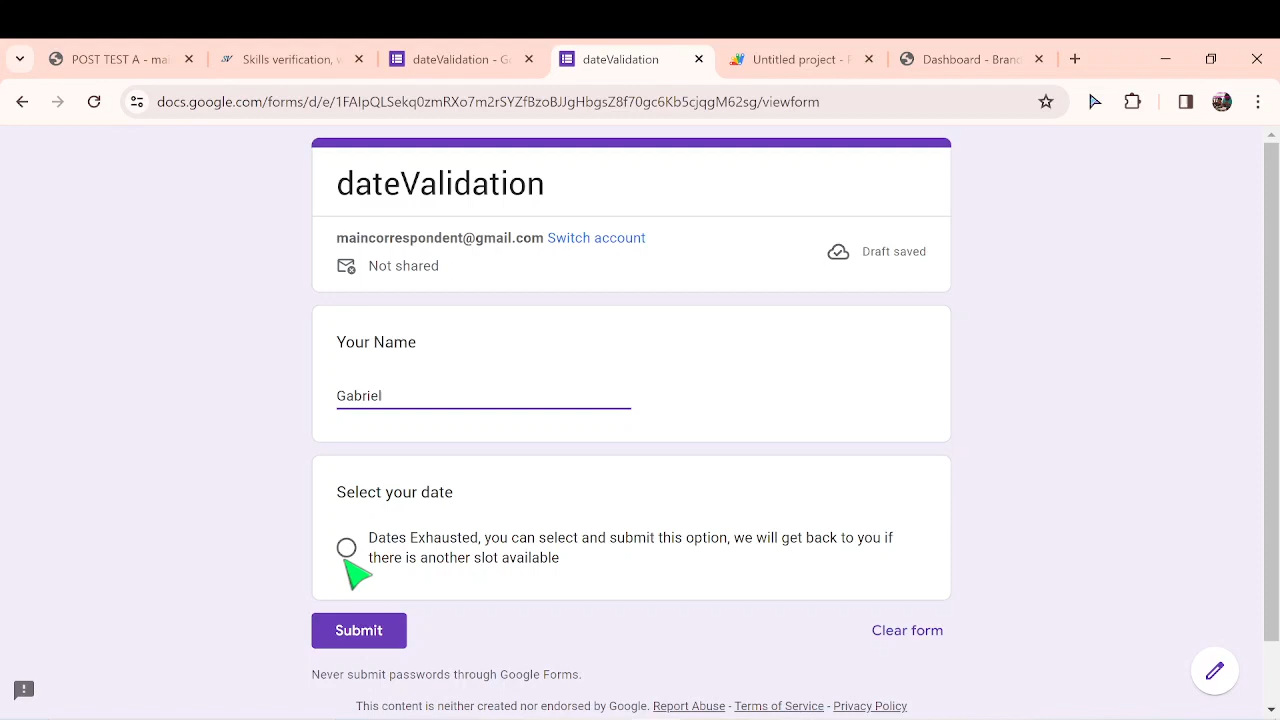 POST TEST A - mai
Skills verification, v
dateValidation - Go
dateValidation
Untitled project - P
Dashboard - Branc
docs.google.com/forms/d/e/1FAIpQLSekq0zmRXo7m2rSYZfBzoBJJgHbgsZ8f70gc6Kb5cjqgM62sg/viewform
dateValidation
maincorrespondent@gmail.com Switch account
Draft saved
Not shared
Your Name
Gabriel
Select your date
Dates Exhausted, you can select and submit this option, we will get back to you if
there is another slot available
Submit
Clear form
Never submit passwords through Google Forms.
This content is neither created nor endorsed by Google. Report Abuse - Terms of Service - Privacy Policy